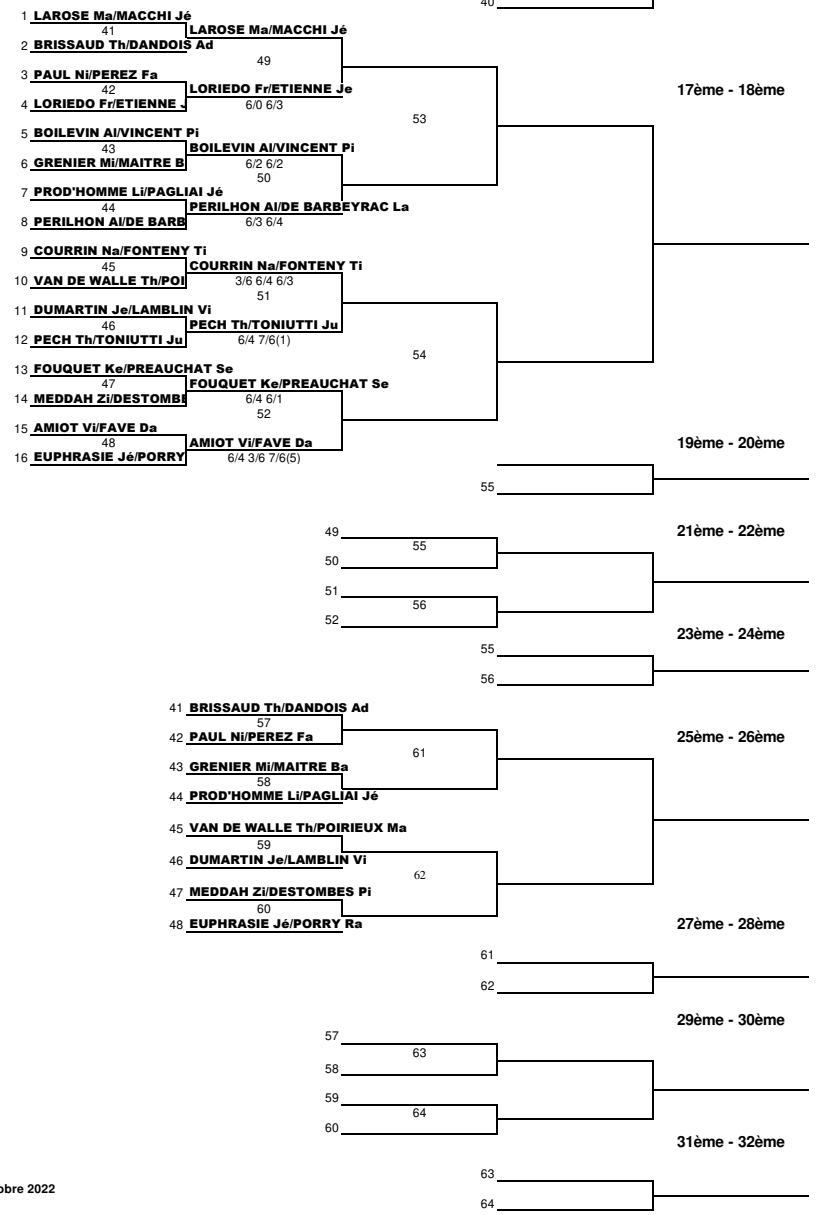 40
1 LAROSE Ma/MACCHI Jé
41 LAROSE Ma/MACCHI Jé
2 BRISSAUD Th/DANDOIS Ad
49
3 PAUL Ni/PEREZ Fa
42 LORIEDO Fr/ETIENNE Je
17ème - 18ème
4 LORIEDO Fr/ETIENNE J
6/0 6/3
53
5 BOILEVIN Al/VINCENT Pi
43 BOILEVIN Al/VINCENT Pi
6 GRENIER Mi/MAITRE B
6/2 6/2
50
7 PROD'HOMME Li/PAGLIAI Jé
44 PERILHON Al/DE BARBEYRAC La
8 PERILHON Al/DE BARB
6/3 6/4
9 COURRIN Na/FONTENY Ti
45 COURRIN Na/FONTENY Ti
10 VAN DE WALLE Th/POI
3/6 6/4 6/3
51
11 DUMARTIN Je/LAMBLIN Vi
46 PECH Th/TONIUTTI Ju
12 PECH Th/TONIUTTI Ju
6/4 7/6(1)
54
13 FOUQUET Ke/PREAUCHAT Se
47 FOUQUET Ke/PREAUCHAT Se
14 MEDDAH Zi/DESTOMBE
6/4 6/1
52
15 AMIOT Vi/FAVE Da
48 AMIOT Vi/FAVE Da
19ème - 20ème
16 EUPHRASIE Jé/PORRY
6/4 3/6 7/6(5)
55
49
21ème - 22ème
55
50
51
56
52
23ème - 24ème
55
56
41 BRISSAUD Th/DANDOIS Ad
57
42 PAUL Ni/PEREZ Fa
25ème - 26ème
61
43 GRENIER Mi/MAITRE Ba
58
44 PROD'HOMME Li/PAGLIAI Jé
45 VAN DE WALLE Th/POIRIEUX Ma
59
46 DUMARTIN Je/LAMBLIN Vi
62
47 MEDDAH Zi/DESTOMBES Pi
60
48 EUPHRASIE Jé/PORRY Ra
27ème - 28ème
61
62
29ème - 30ème
57
63
58
59
64
60
31ème - 32ème
63
obre 2022
64